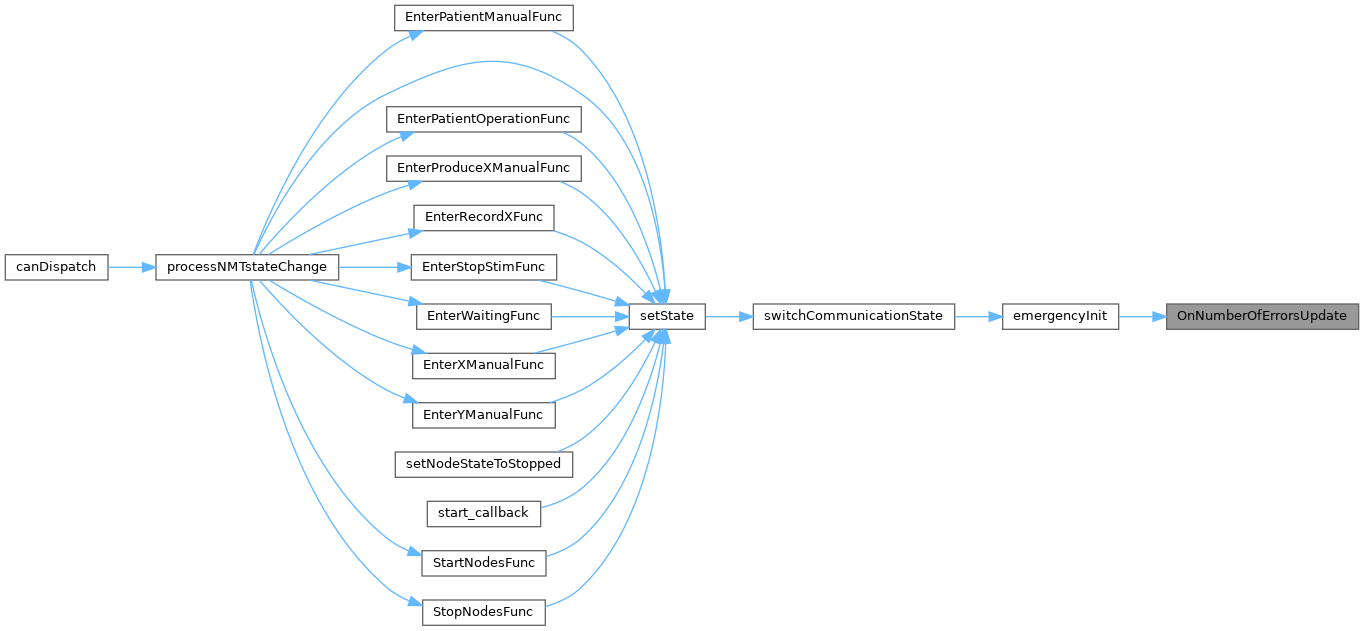 EnterPatientManualFunc
EnterPatientOperationFunc
EnterProduceXManualFunc
EnterRecordXFunc
canDispatch
processNMTstateChange
EnterStopStimFunc
EnterWaitingFunc
setState
switchCommunicationState
emergencyInit
OnNumberOfErrorsUpdate
EnterXManualFunc
EnterYManualFunc
setNodeStateToStopped
start_callback
StartNodesFunc
StopNodesFunc